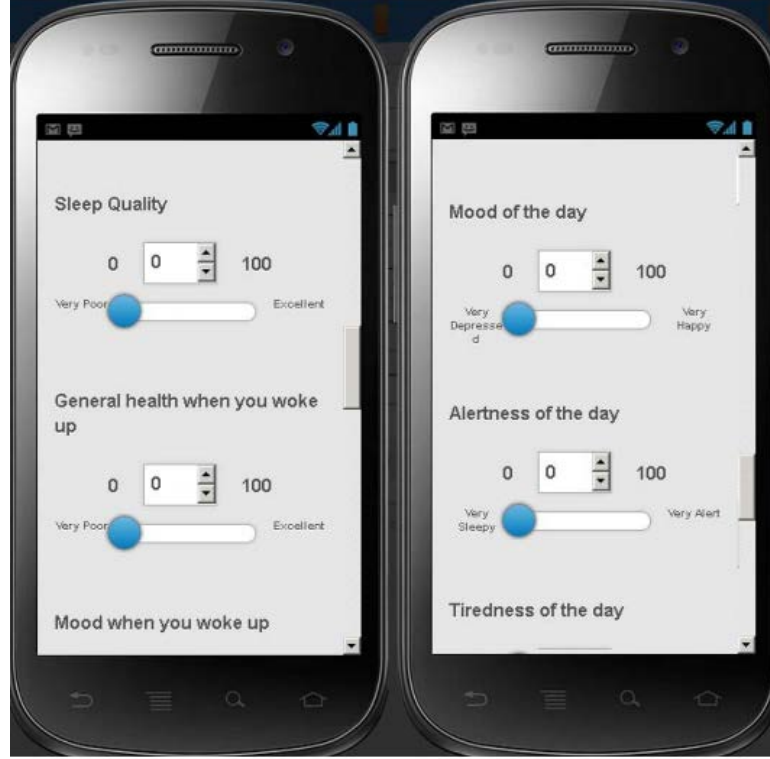 Sleep Quality
0 0 100
Very Poor Excellent
General health when you woke
up
0 0 100
Very Poor Excellent
Mood when you woke up
Mood of the day
0 0 100
Very Very
Depresse Happy
d
Alertness of the day
0 0 100
Very Very Alert
Sleepy
Tiredness of the day